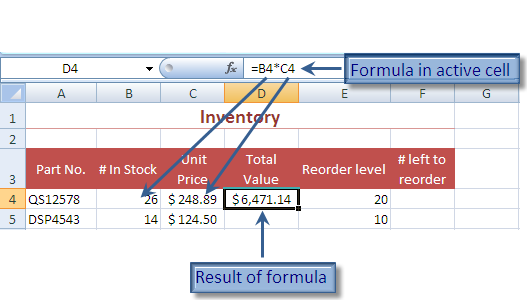 D4 fx =B4*C4 Formula in active cell
A B C D E F G
1 Inventory
2
3 Part No. # In Stock Unit Price Total Value Reorder level # left to reorder
4 QS12578 26 $ 248.89 $6,471.14 20
5 DSP4543 14 $ 124.50 10
Result of formula